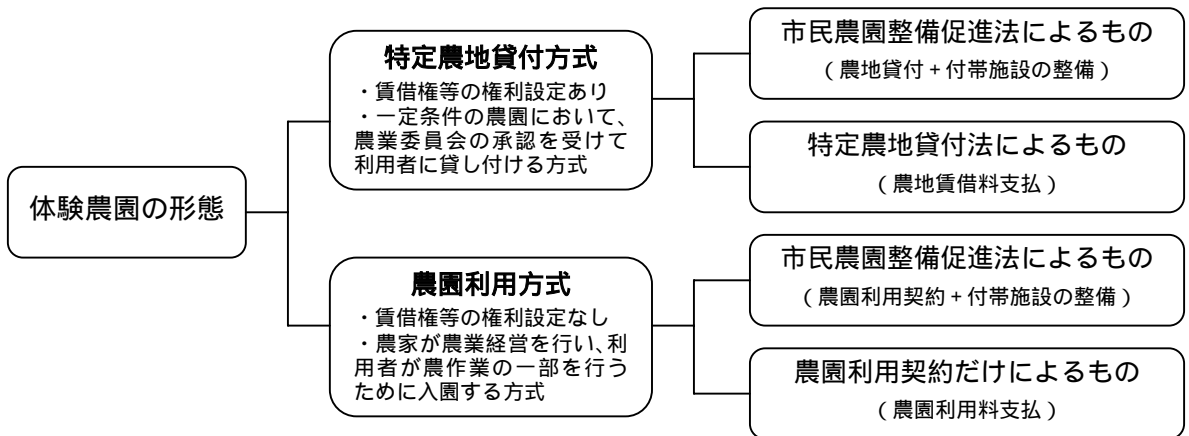 体験農園の形態
特定農地貸付方式
・賃借権等の権利設定あり
・一定条件の農園において、
農業委員会の承認を受けて
利用者に貸し付ける方式
市民農園整備促進法によるもの
（農地貸付+付帯施設の整備）
特定農地貸付法によるもの
（農地賃借料支払）
農園利用方式
・賃借権等の権利設定なし
・農家が農業経営を行い、利
用者が農作業の一部を行う
ために入園する方式
市民農園整備促進法によるもの
（農園利用契約+付帯施設の整備）
農園利用契約だけによるもの
（農園利用料支払）